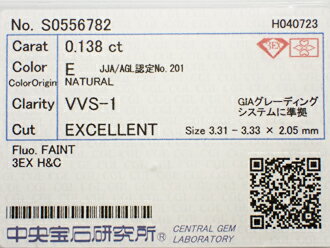 No. S0556782 H040723
Carat 0.138 ct
Color E JJA/AGL認定No.201
ColorOrigin NATURAL
Clarity VVS-1 GIAグレーディング
システムに準拠
Cut EXCELLENT Size 3.31 - 3.33 × 2.05 mm
Fluo. FAINT
3EX H&C
中央宝石研究所® CENTRAL GEM
LABORATORY
3EX